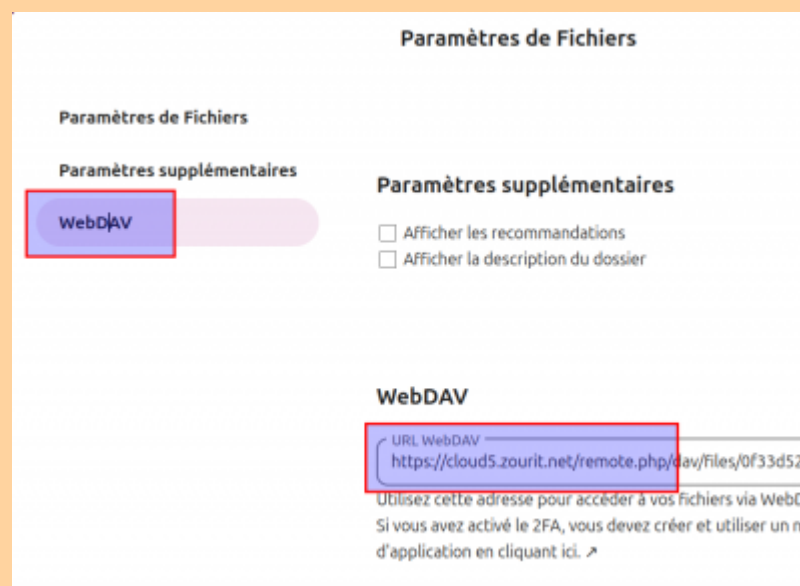 Paramètres de Fichiers
Paramètres de Fichiers
Paramètres supplémentaires
WebDAV
Paramètres supplémentaires
Afficher les recommandations
Afficher la description du dossier
WebDAV
URL WebDAV
https://cloud5.zourit.net/remote.php/dav/files/0f33d52
Utilisez cette adresse pour accéder à vos fichiers via WebD
Si vous avez activé le 2FA, vous devez créer et utiliser un n
d'application en cliquant ici. ↗